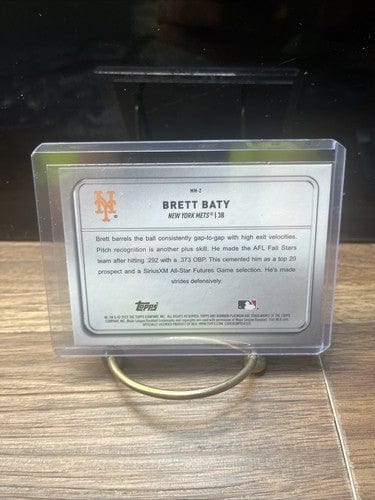 MM-2
BRETT BATY
NEW YORK METS® | 3B
Brett barrels the ball consistently gap-to-gap with high exit velocities.
Pitch recognition is another plus skill. He made the AFL Fall Stars
team after hitting .292 with a .373 OBP. This cemented him as a top 20
prospect and a SiriusXM All-Star Futures Game selection. He's made
strides defensively.
Topps